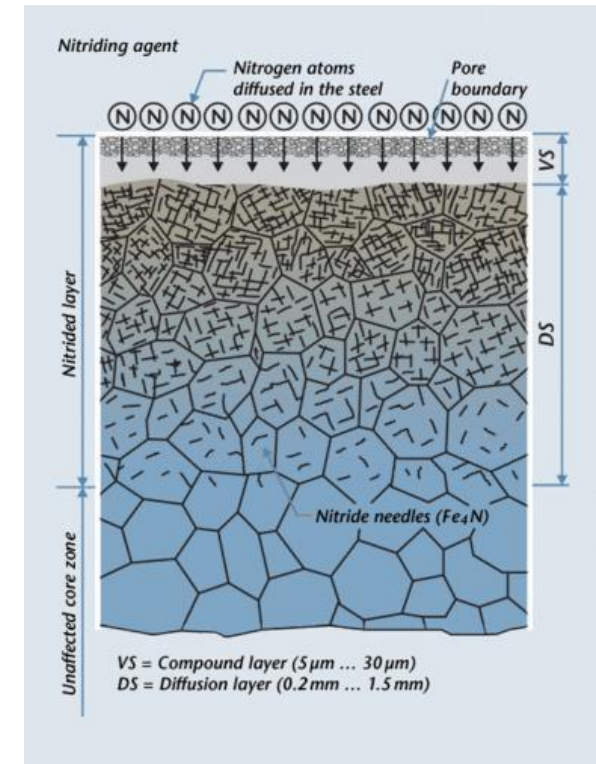 Nitriding agent
Nitrogen atoms
diffused in the steel
Pore
boundary
N N N N N N N N N N N N N
VS
Nitrided layer
DS
Nitride needles (Fe4N)
Unaffected core zone
VS = Compound layer (5 µm ... 30 µm)
DS = Diffusion layer (0.2 mm ... 1.5 mm)